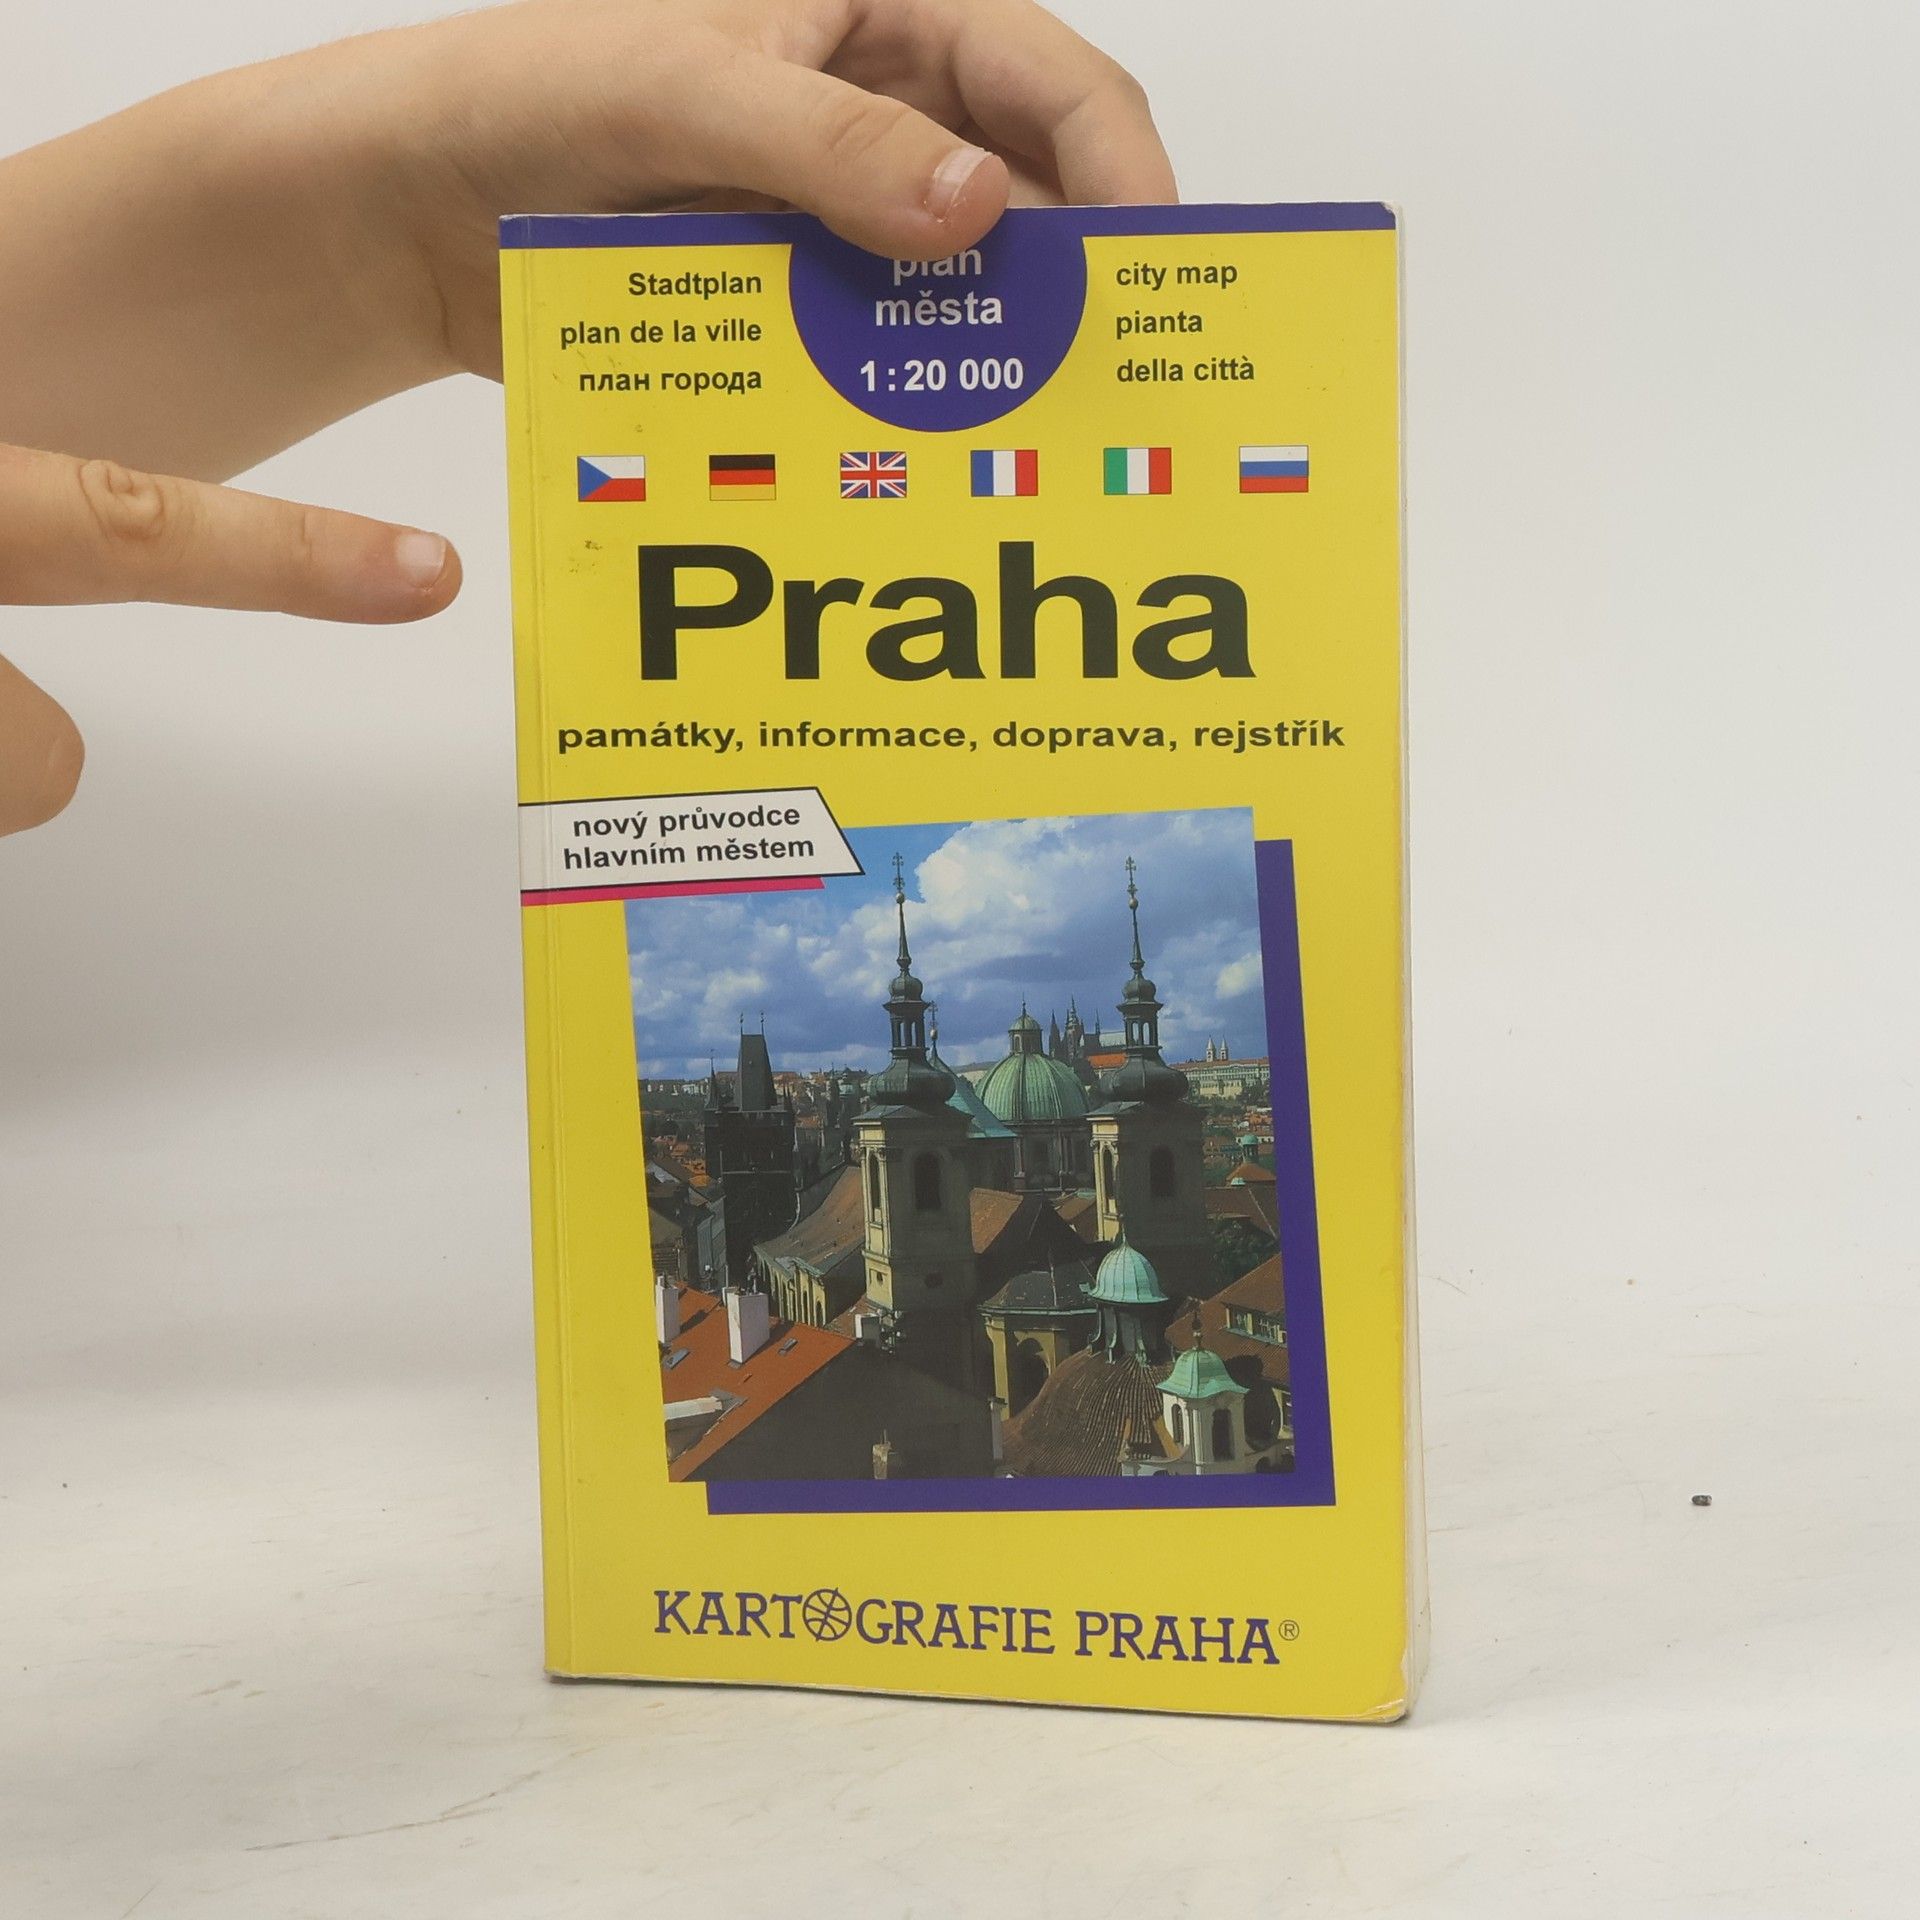 Stadtplan
plan de la ville
план города
plan
města
1:20 000
city map
pianta
della città
Praha
památky, informace, doprava, rejstřík
nový průvodce
hlavním městem
KARTOGRAFIE PRAHA®